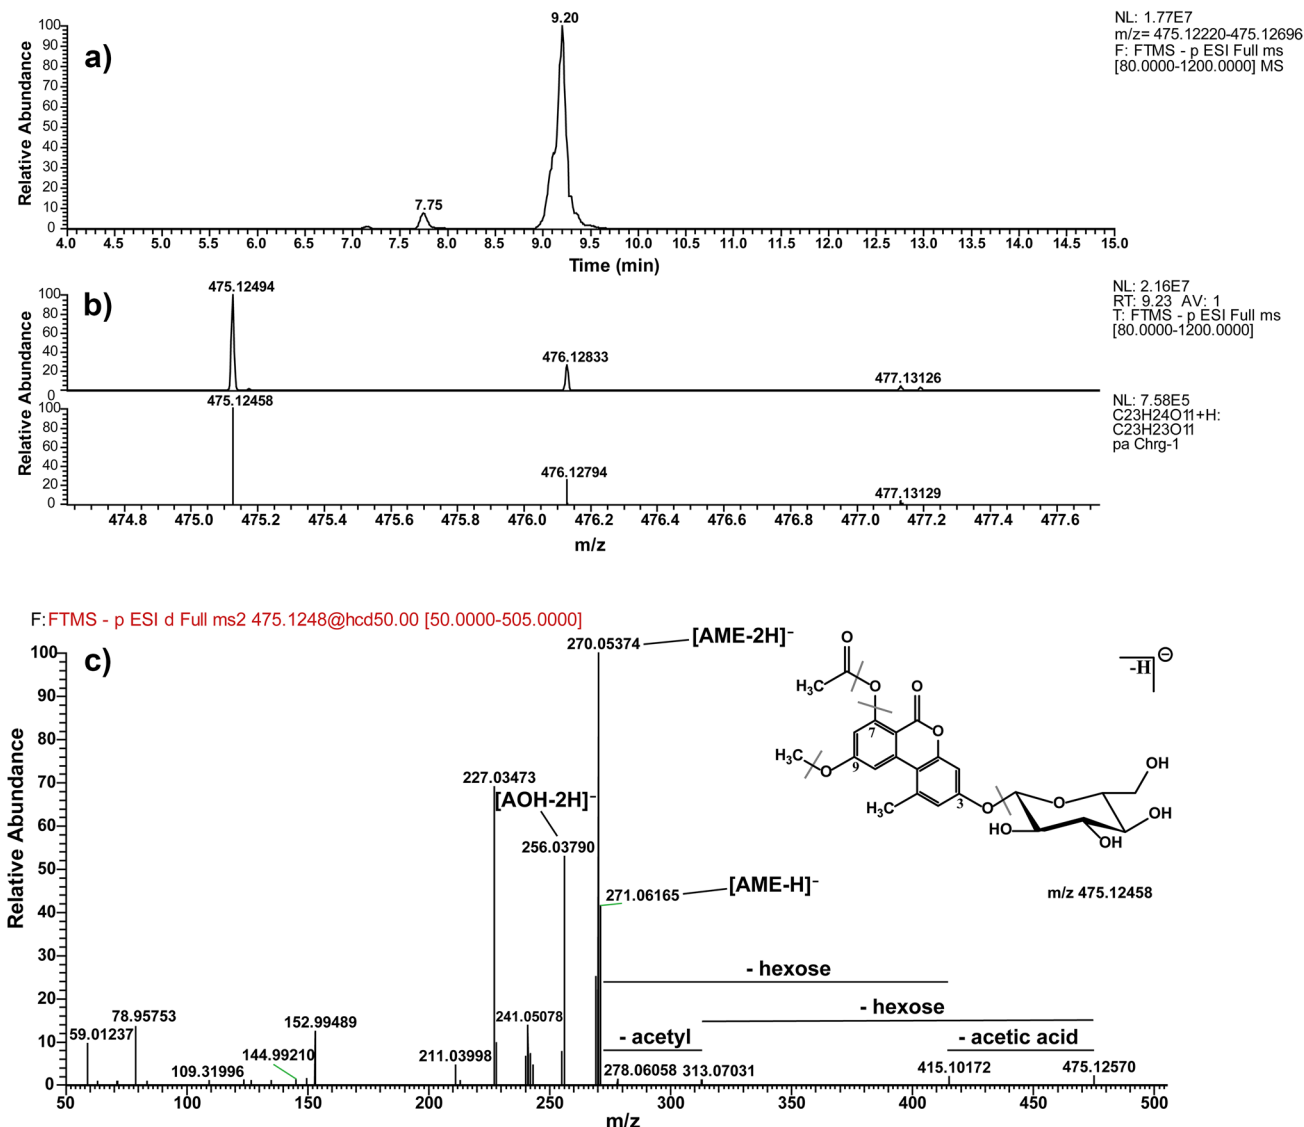 a)
Relative Abundance
100
90
80
70
60
50
40
30
20
10
0
9.20
7.75
4.0 4.5 5.0 5.5 6.0 6.5 7.0 7.5 8.0 8.5 9.0 9.5 10.0 10.5 11.0 11.5 12.0 12.5 13.0 13.5 14.0 14.5 15.0
Time (min)
NL: 1.77E7
m/z= 475.12220-475.12696
F: FTMS - p ESI Full ms
[80.0000-1200.0000] MS
b)
Relative Abundance
100
80
60
40
20
0
475.12494
476.12833
477.13126
NL: 2.16E7
RT: 9.23 AV: 1
T: FTMS - p ESI Full ms
[80.0000-1200.0000]
100
80
60
40
20
0
475.12458
476.12794
477.13129
NL: 7.58E5
C23H24O11+H:
C23H23O11
pa Chrg-1
474.8 475.0 475.2 475.4 475.6 475.8 476.0 476.2 476.4 476.6 476.8 477.0 477.2 477.4 477.6
m/z
F:FTMS - p ESI d Full ms2 475.1248@hcd50.00 [50.0000-505.0000]
c)
Relative Abundance
100
90
80
70
60
50
40
30
20
10
0
270.05374
[AME-2H]−
227.03473
[AOH-2H]−
256.03790
271.06165
[AME-H]−
- hexose
- hexose
- acetyl
- acetic acid
59.01237
78.95753
109.31996
144.99210
152.99489
211.03998
241.05078
278.06058
313.07031
415.10172
475.12570
50 100 150 200 250 300 350 400 450 500
m/z
-H
⊖
O
H3C
O
O
7
O
H3C
O
9
H3C
3
O
O
OH
OH
HO
OH
m/z 475.12458